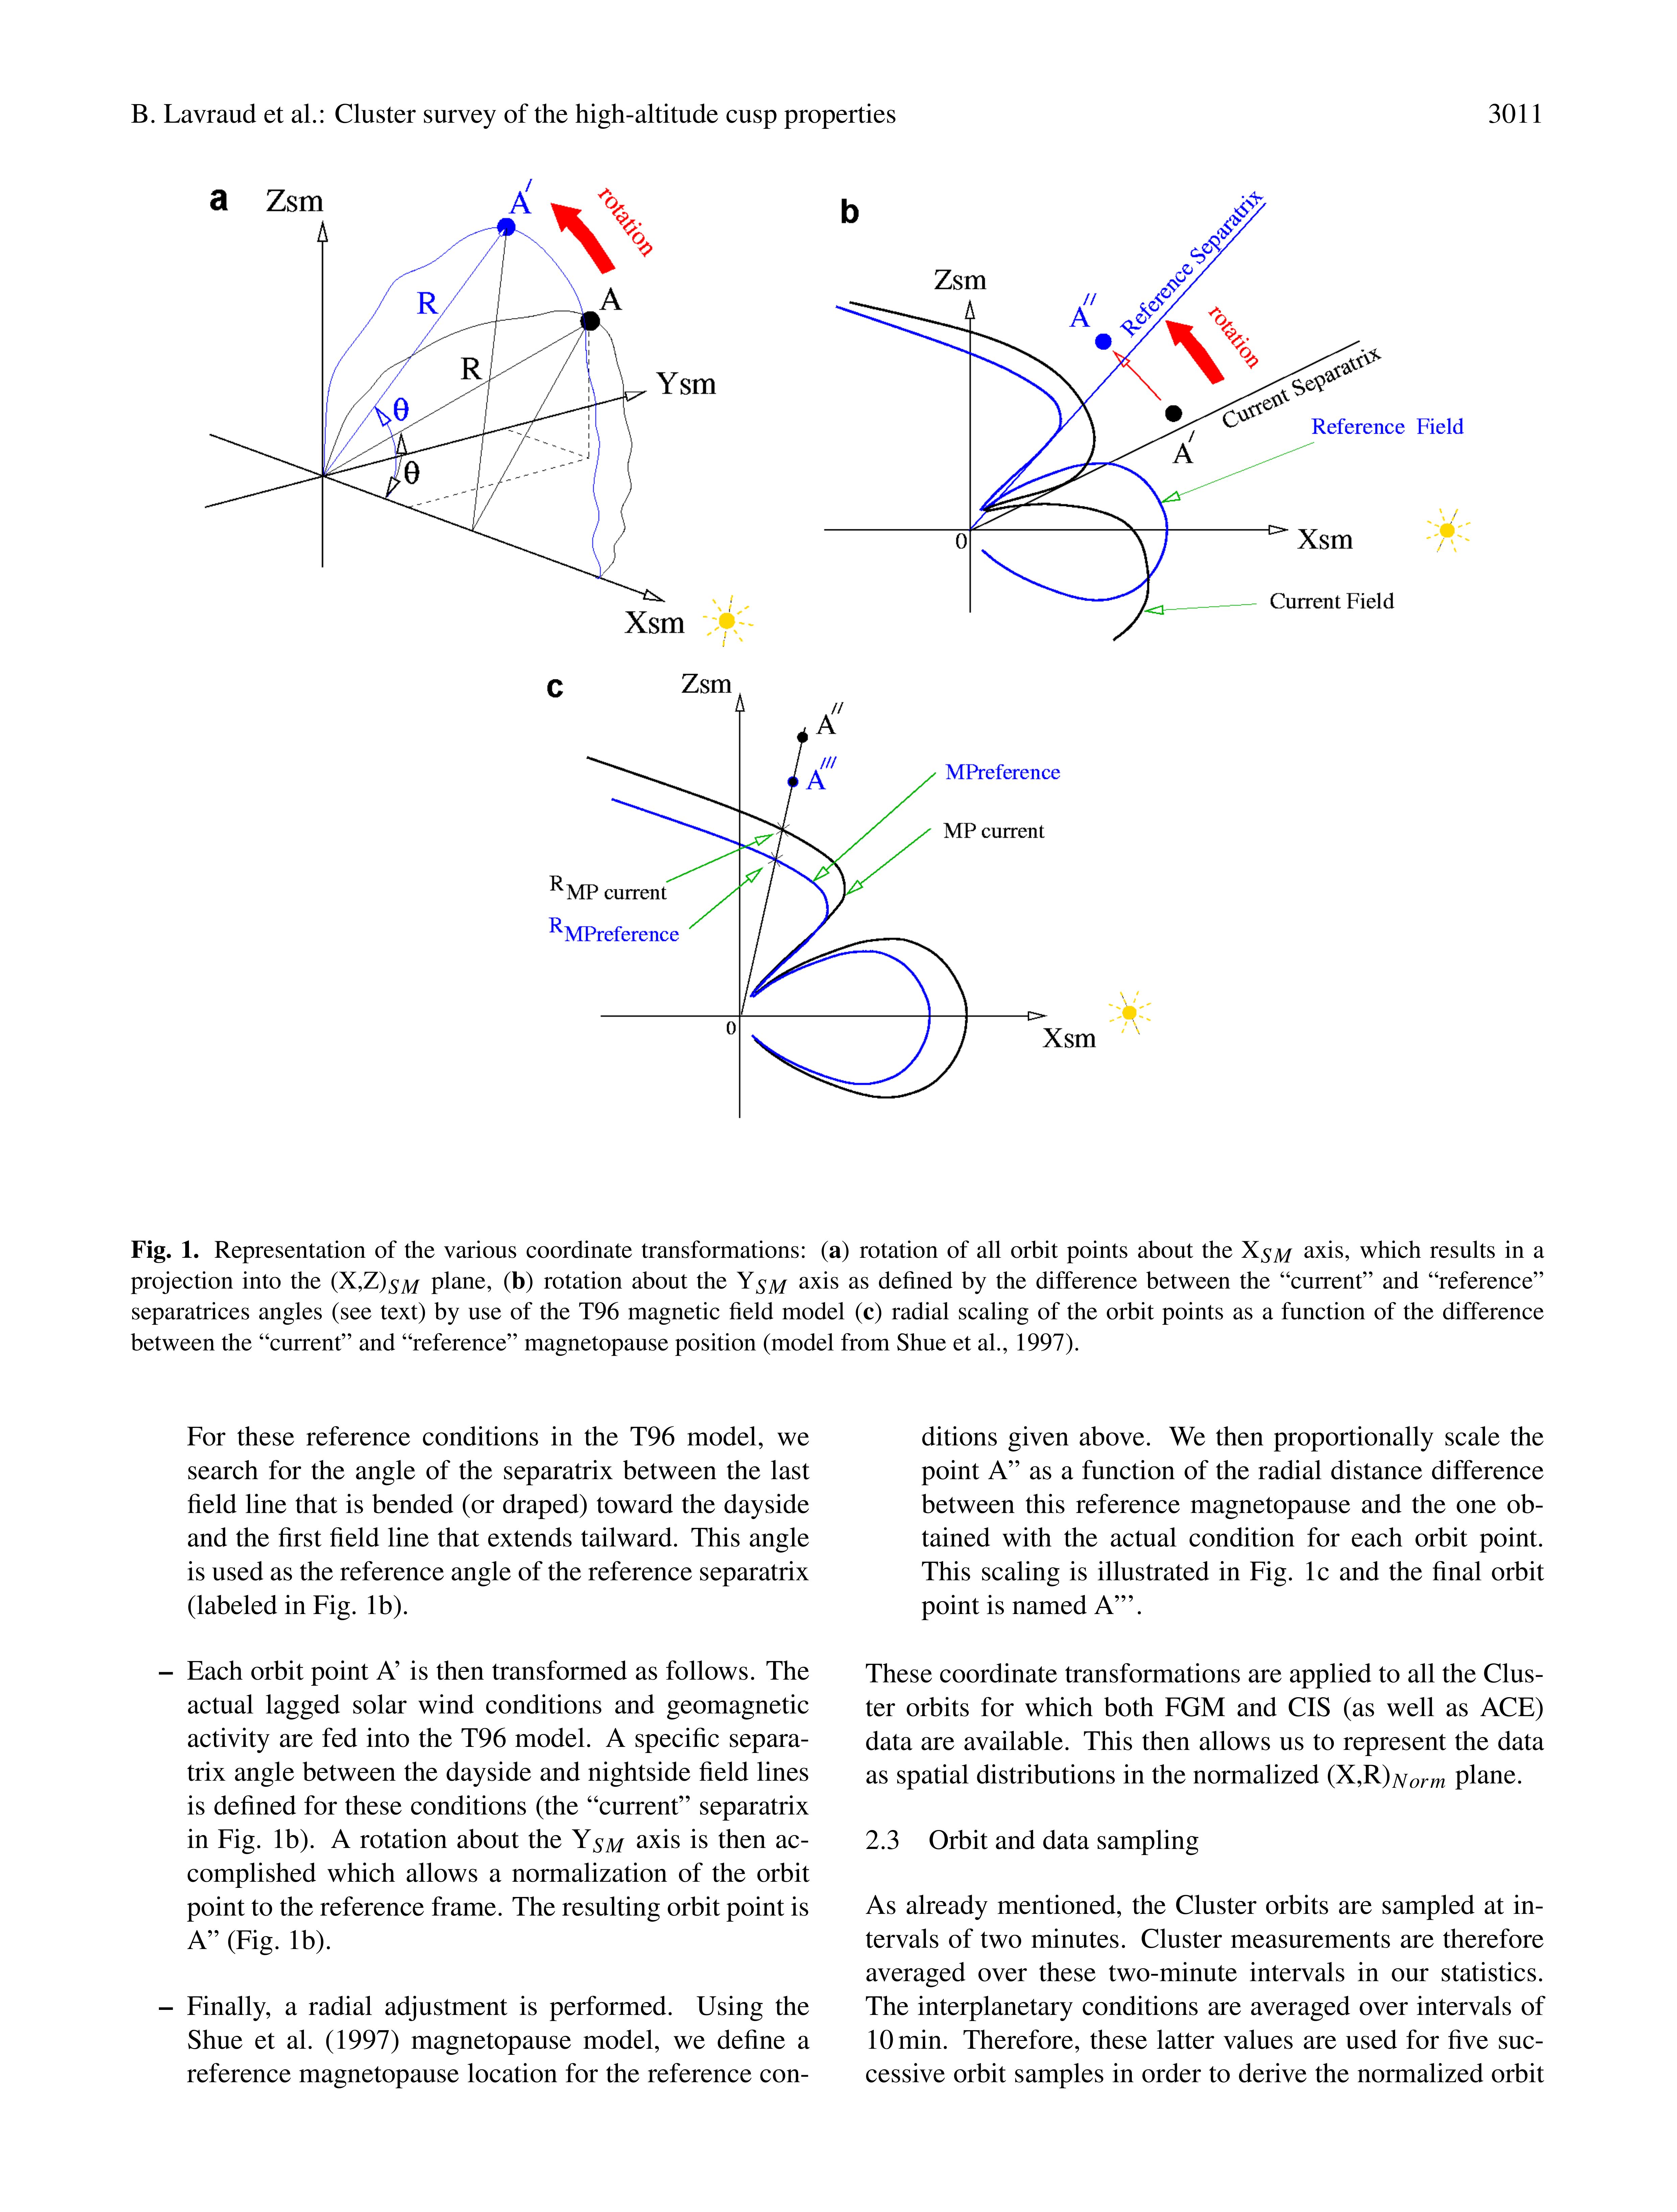 B. Lavraud et al.: Cluster survey of the high-altitude cusp properties 3011
a
Zsm
A′
rotation
A
R
R
Ysm
θ
θ
Xsm
b
Zsm
Reference Separatrix
A″
rotation
Current Separatrix
A′
Reference Field
0
Xsm
Current Field
c
Zsm
A″
A‴
MPreference
MP current
R MP current
R MPreference
0
Xsm
Fig. 1. Representation of the various coordinate transformations: (a) rotation of all orbit points about the XSM axis, which results in a
projection into the (X,Z)SM plane, (b) rotation about the YSM axis as defined by the difference between the “current” and “reference”
separatrices angles (see text) by use of the T96 magnetic field model (c) radial scaling of the orbit points as a function of the difference
between the “current” and “reference” magnetopause position (model from Shue et al., 1997).
For these reference conditions in the T96 model, we
search for the angle of the separatrix between the last
field line that is bended (or draped) toward the dayside
and the first field line that extends tailward. This angle
is used as the reference angle of the reference separatrix
(labeled in Fig. 1b).
– Each orbit point A’ is then transformed as follows. The
actual lagged solar wind conditions and geomagnetic
activity are fed into the T96 model. A specific separa-
trix angle between the dayside and nightside field lines
is defined for these conditions (the “current” separatrix
in Fig. 1b). A rotation about the YSM axis is then ac-
complished which allows a normalization of the orbit
point to the reference frame. The resulting orbit point is
A” (Fig. 1b).
– Finally, a radial adjustment is performed. Using the
Shue et al. (1997) magnetopause model, we define a
reference magnetopause location for the reference con-
ditions given above. We then proportionally scale the
point A” as a function of the radial distance difference
between this reference magnetopause and the one ob-
tained with the actual condition for each orbit point.
This scaling is illustrated in Fig. 1c and the final orbit
point is named A”’.
These coordinate transformations are applied to all the Clus-
ter orbits for which both FGM and CIS (as well as ACE)
data are available. This then allows us to represent the data
as spatial distributions in the normalized (X,R)Norm plane.
2.3 Orbit and data sampling
As already mentioned, the Cluster orbits are sampled at in-
tervals of two minutes. Cluster measurements are therefore
averaged over these two-minute intervals in our statistics.
The interplanetary conditions are averaged over intervals of
10 min. Therefore, these latter values are used for five suc-
cessive orbit samples in order to derive the normalized orbit